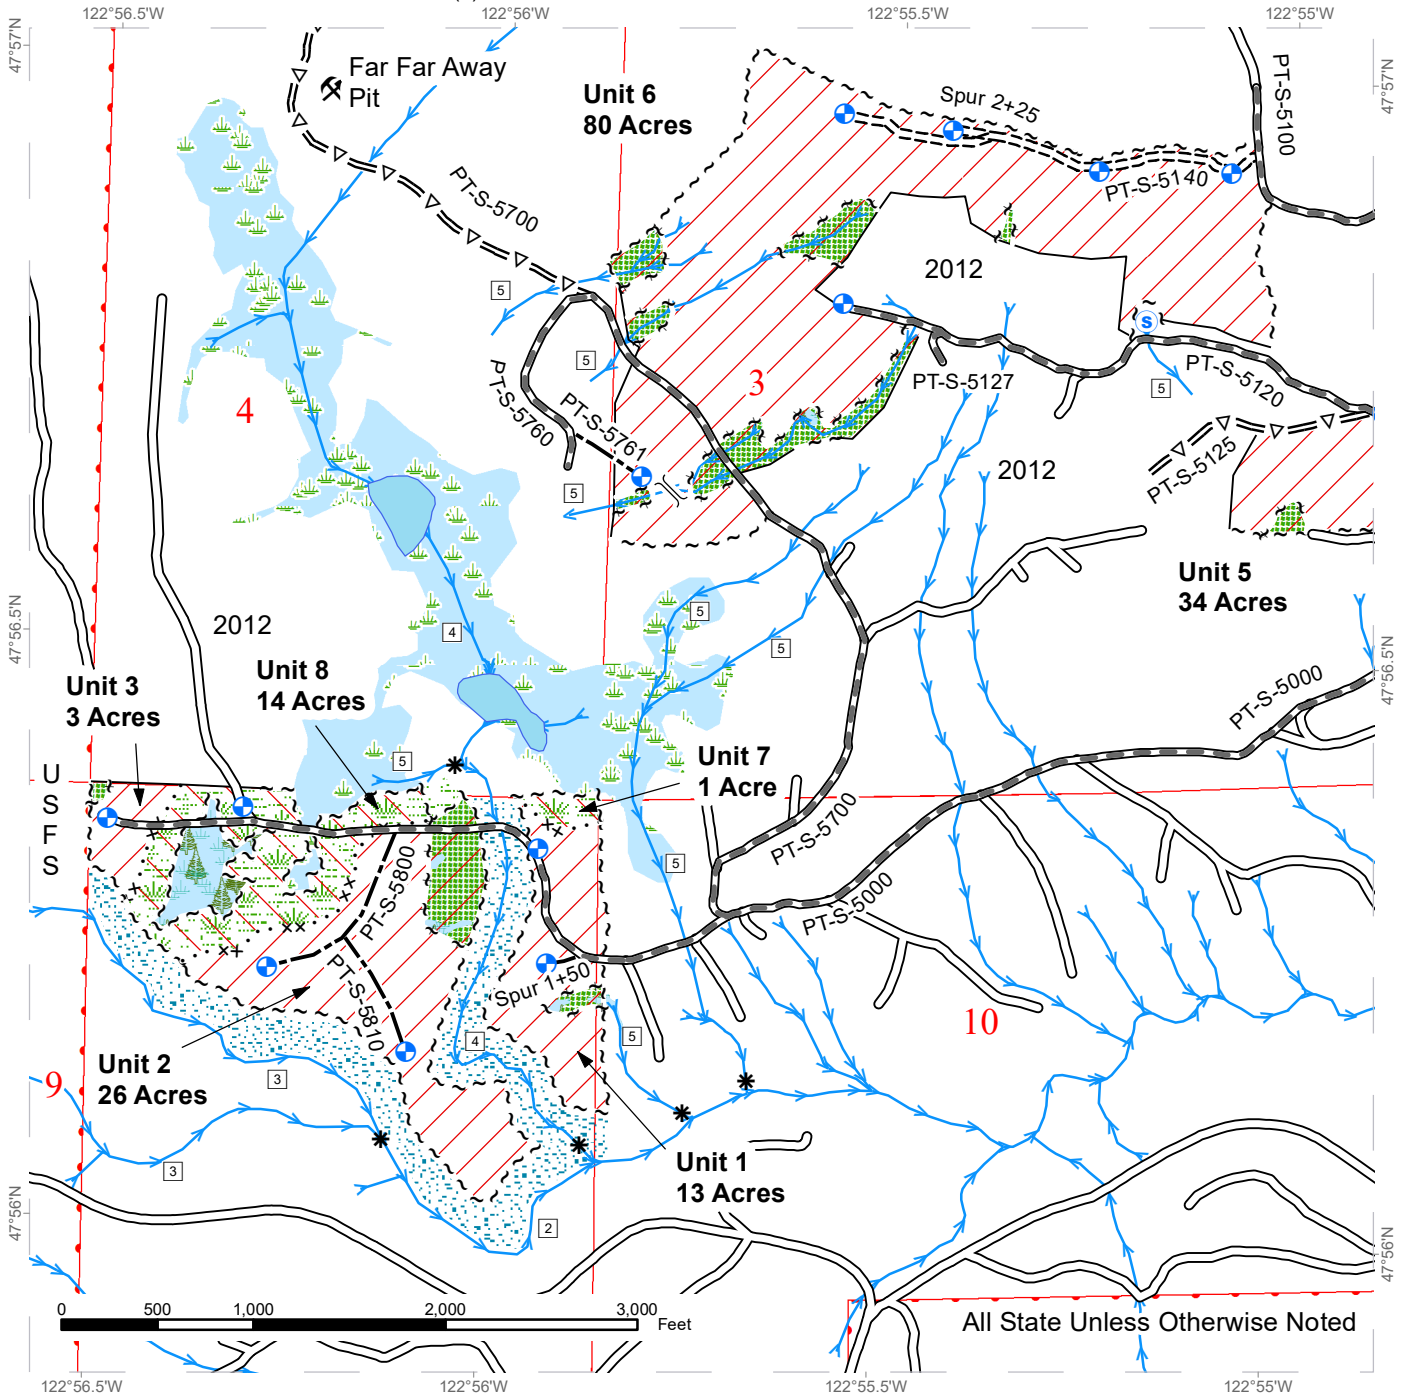 122°56.5'W
122°56'W
122°55.5'W
122°55'W
47°57'N
47°57'N
Far Far Away
Pit
Unit 6
80 Acres
Spur 2+25
PT-S-5100
PT-S-5140
PT-S-5700
5
2012
S
5
3
PT-S-5127
5
PT-S-5120
4
PT-S-5760
PT-S-5761
PT-S-5125
2012
5
Unit 5
34 Acres
47°56.5'N
2012
4
5
5
47°56.5'N
Unit 3
3 Acres
Unit 8
14 Acres
PT-S-5000
U
S
F
S
5
Unit 7
1 Acre
PT-S-5700
5
PT-S-5800
PT-S-5000
PT-S-5810
Spur 1+50
4
5
10
9
Unit 2
26 Acres
3
3
Unit 1
13 Acres
2
47°56'N
47°56'N
0 500 1,000 2,000 3,000
Feet
All State Unless Otherwise Noted
122°56.5'W
122°56'W
122°55.5'W
122°55'W